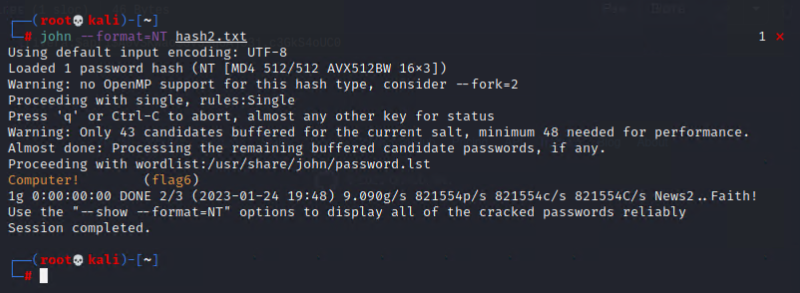 ┌──(root💀kali)-[~]
└─# john --format=NT hash2.txt 1 ⨯
Using default input encoding: UTF-8
Loaded 1 password hash (NT [MD4 512/512 AVX512BW 16×3])
Warning: no OpenMP support for this hash type, consider --fork=2
Proceeding with single, rules:Single
Press 'q' or Ctrl-C to abort, almost any other key for status
Warning: Only 43 candidates buffered for the current salt, minimum 48 needed for performance.
Almost done: Processing the remaining buffered candidate passwords, if any.
Proceeding with wordlist:/usr/share/john/password.lst
Computer!        (flag6)
1g 0:00:00:00 DONE 2/3 (2023-01-24 19:48) 9.090g/s 821554p/s 821554c/s 821554C/s News2..Faith!
Use the "--show --format=NT" options to display all of the cracked passwords reliably
Session completed.
┌──(root💀kali)-[~]
└─#